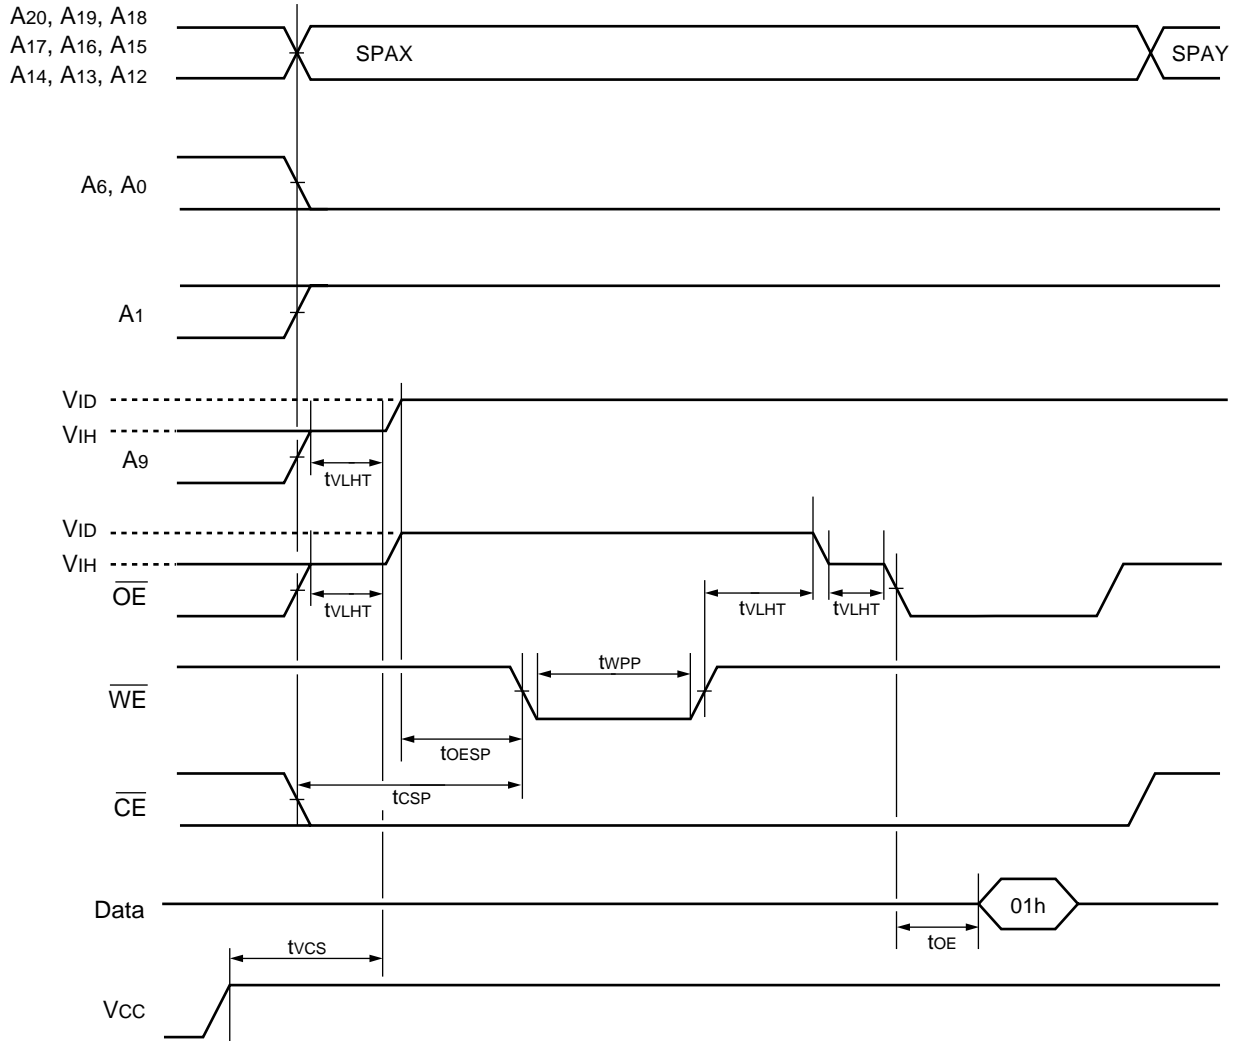 A20, A19, A18
A17, A16, A15
A14, A13, A12
SPAX
SPAY
A6, A0
A1
VID
VIH
A9
tVLHT
VID
VIH
OE
tVLHT
tVLHT
tVLHT
tWPP
WE
tOESP
tCSP
CE
Data
01h
tOE
tVCS
VCC